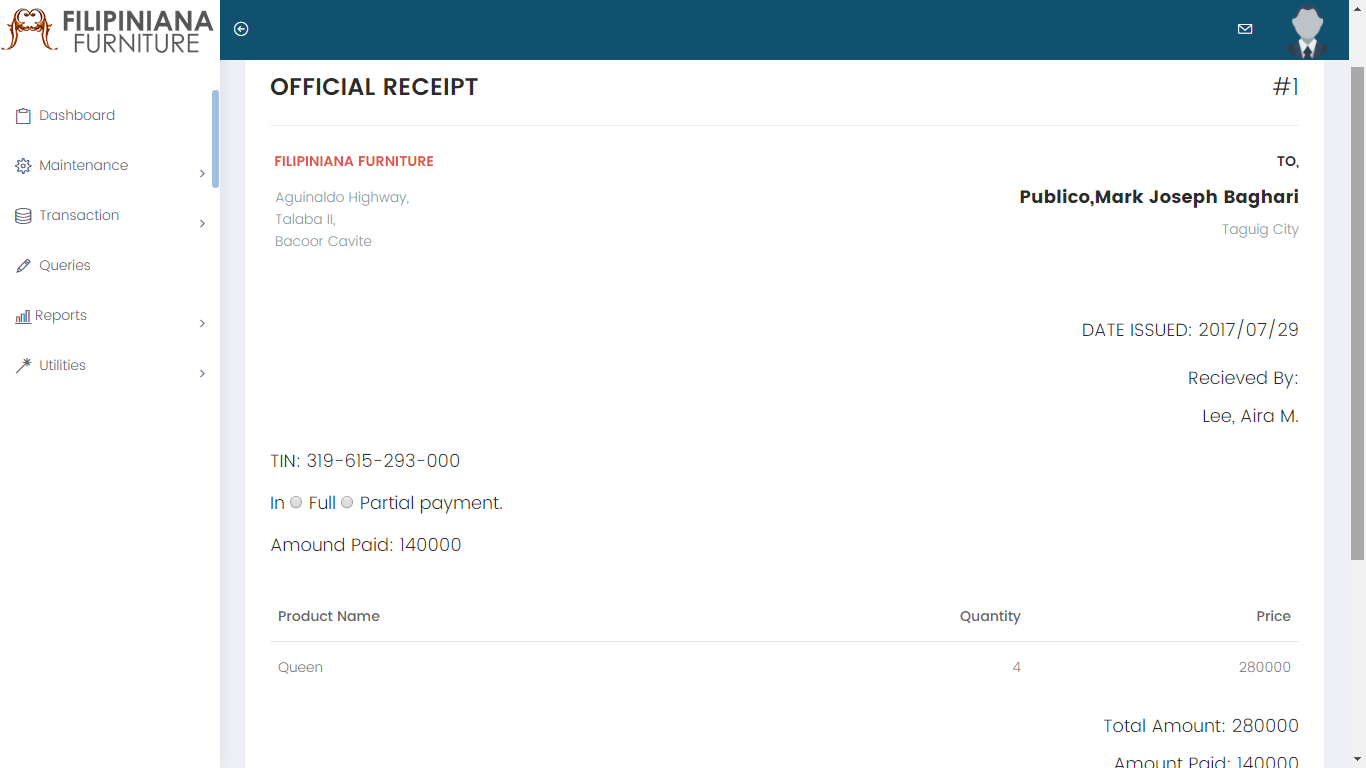 FILIPINIANA
FURNITURE
Dashboard
Maintenance
Transaction
Queries
Reports
Utilities
OFFICIAL RECEIPT
#1
FILIPINIANA FURNITURE
Aguinaldo Highway,
Talaba II,
Bacoor Cavite
TO,
Publico,Mark Joseph Baghari
Taguig City
DATE ISSUED: 2017/07/29
Recieved By:
Lee, Aira M.
TIN: 319-615-293-000
In Full Partial payment.
Amound Paid: 140000
Product Name Quantity Price
Queen 4 280000
Total Amount: 280000
Amount Paid: 140000